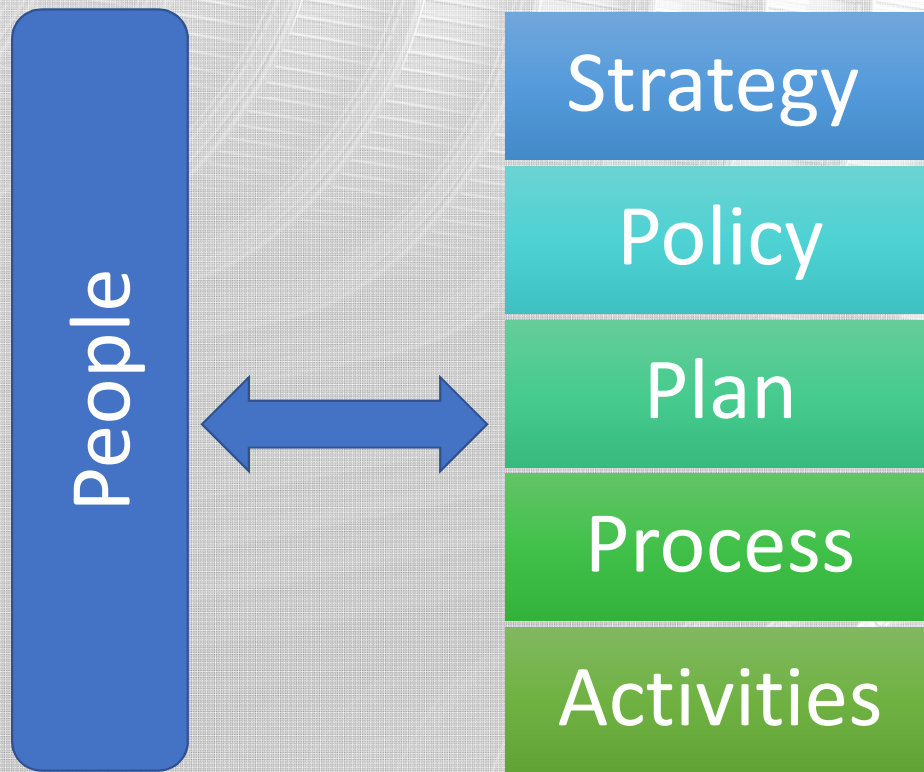 People
Strategy
Policy
Plan
Process
Activities